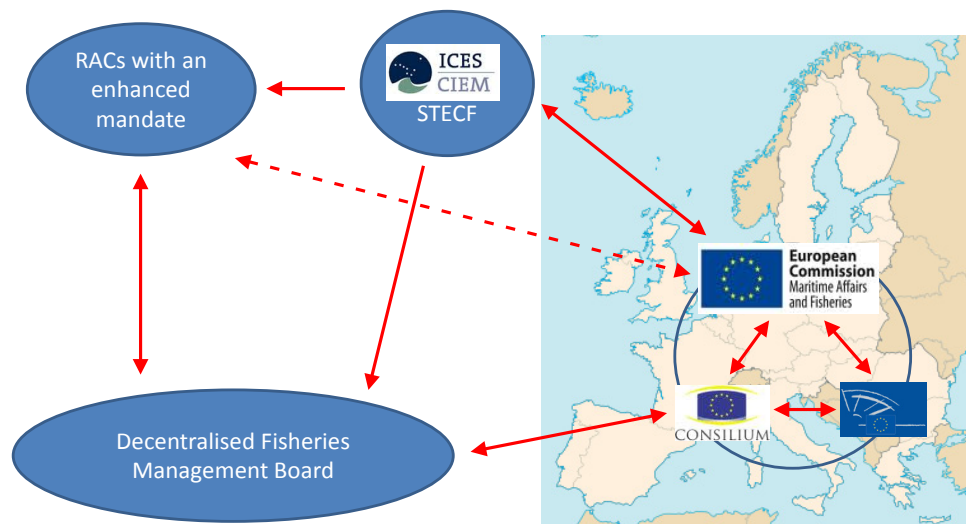 RACs with an
enhanced
mandate
ICES
CIEM
STECF
European
Commission
Maritime Affairs
and Fisheries
CONSILIUM
Decentralised Fisheries
Management Board